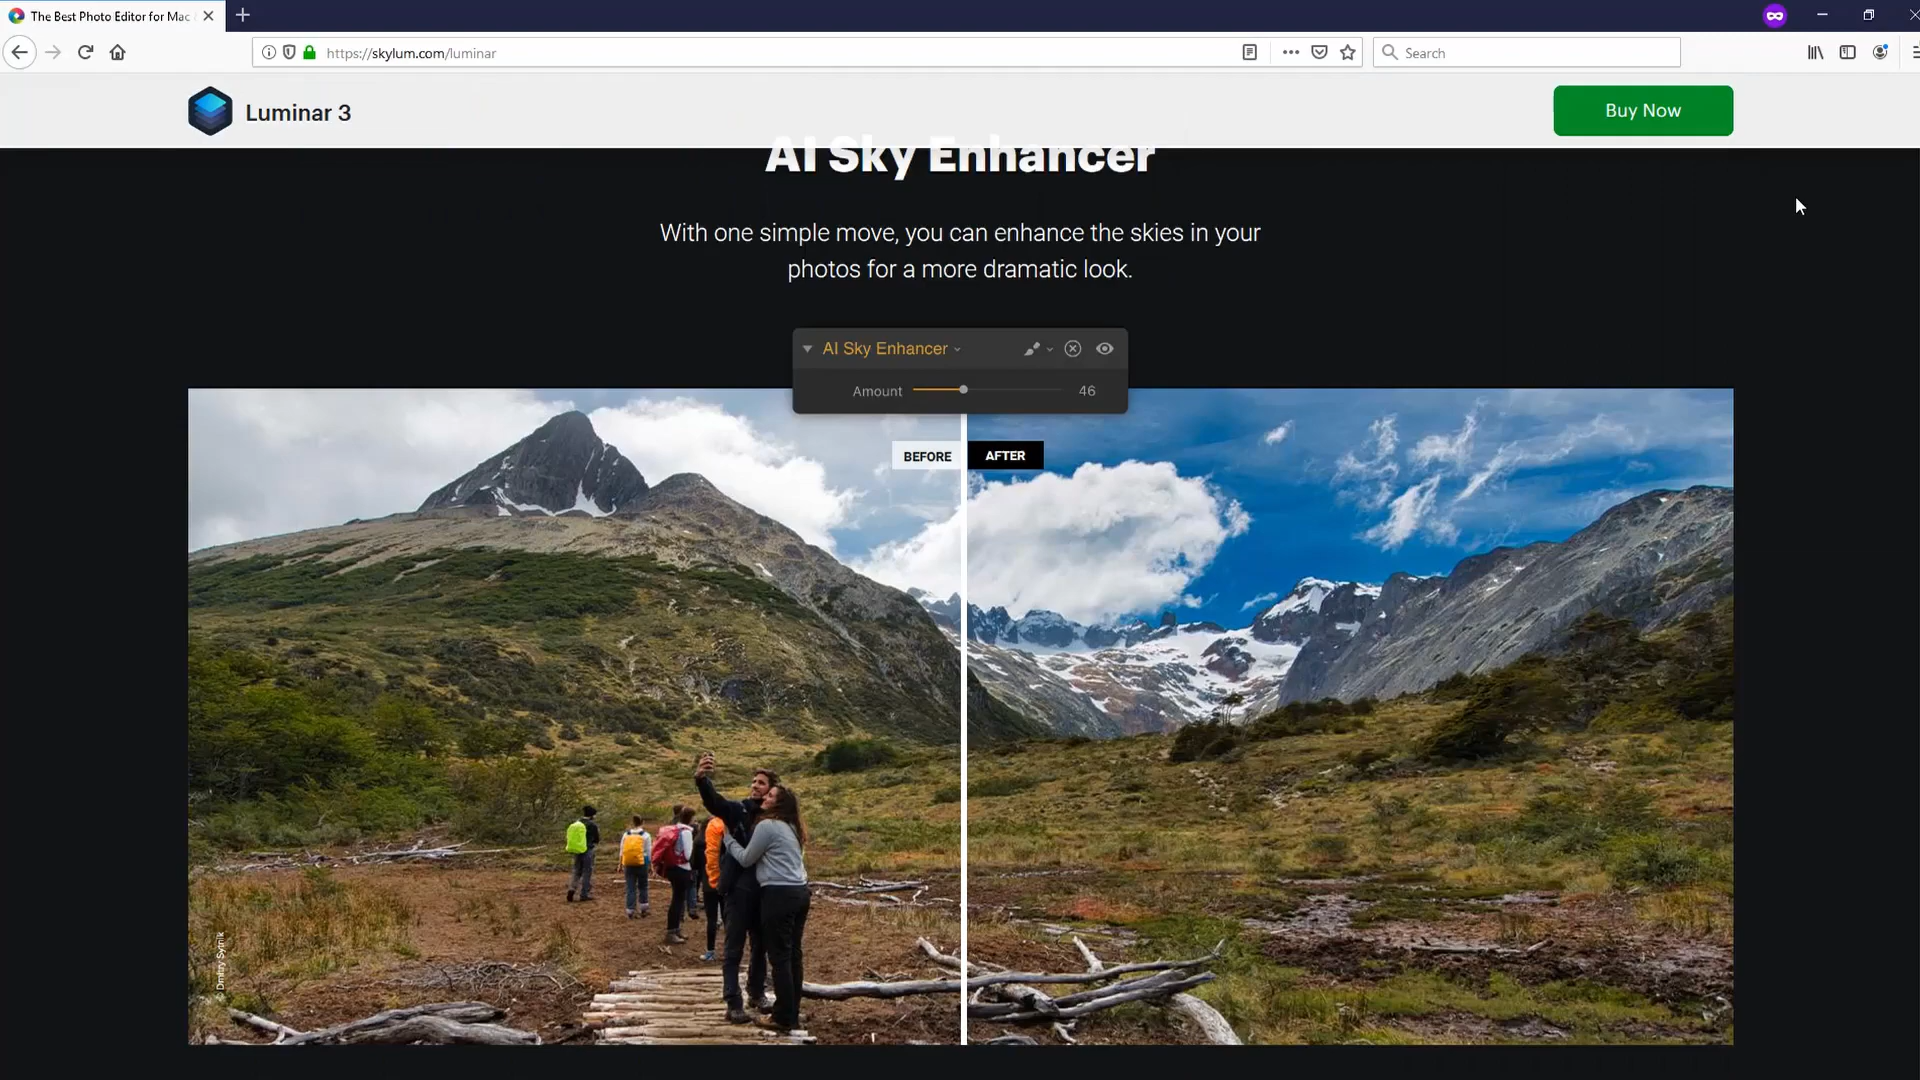 The Best Photo Editor for Mac
https://skylum.com/luminar
Search
Luminar 3
Buy Now
AI Sky Enhancer
With one simple move, you can enhance the skies in your
photos for a more dramatic look.
AI Sky Enhancer
Amount 46
BEFORE
AFTER
© Dmitry Sytnik